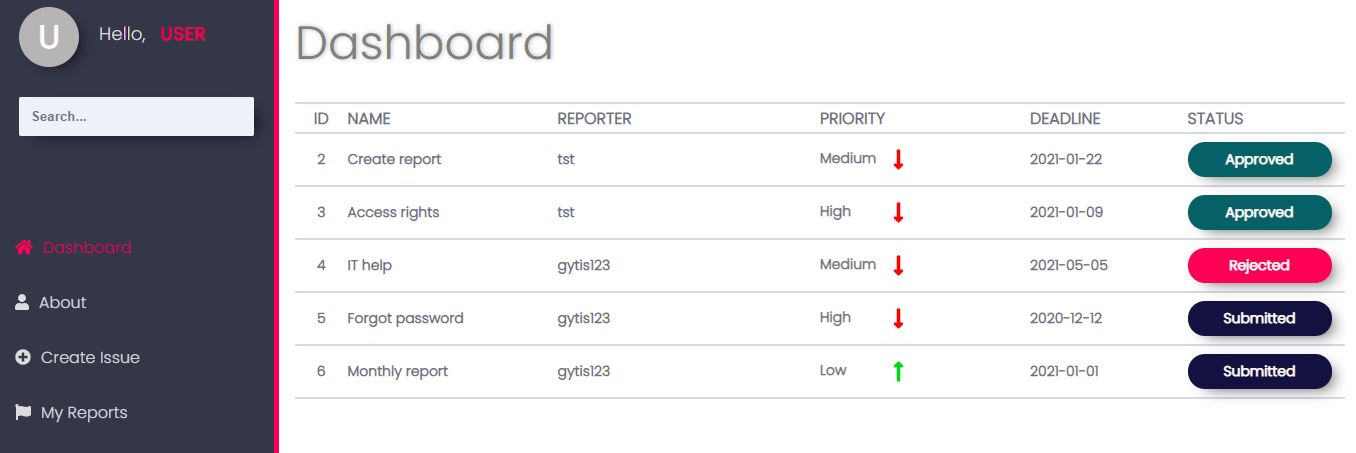 U
Hello, USER
Search...
Dashboard
About
Create Issue
My Reports
Dashboard
ID NAME REPORTER PRIORITY DEADLINE STATUS
2 Create report tst Medium 2021-01-22 Approved
3 Access rights tst High 2021-01-09 Approved
4 IT help gytis123 Medium 2021-05-05 Rejected
5 Forgot password gytis123 High 2020-12-12 Submitted
6 Monthly report gytis123 Low 2021-01-01 Submitted